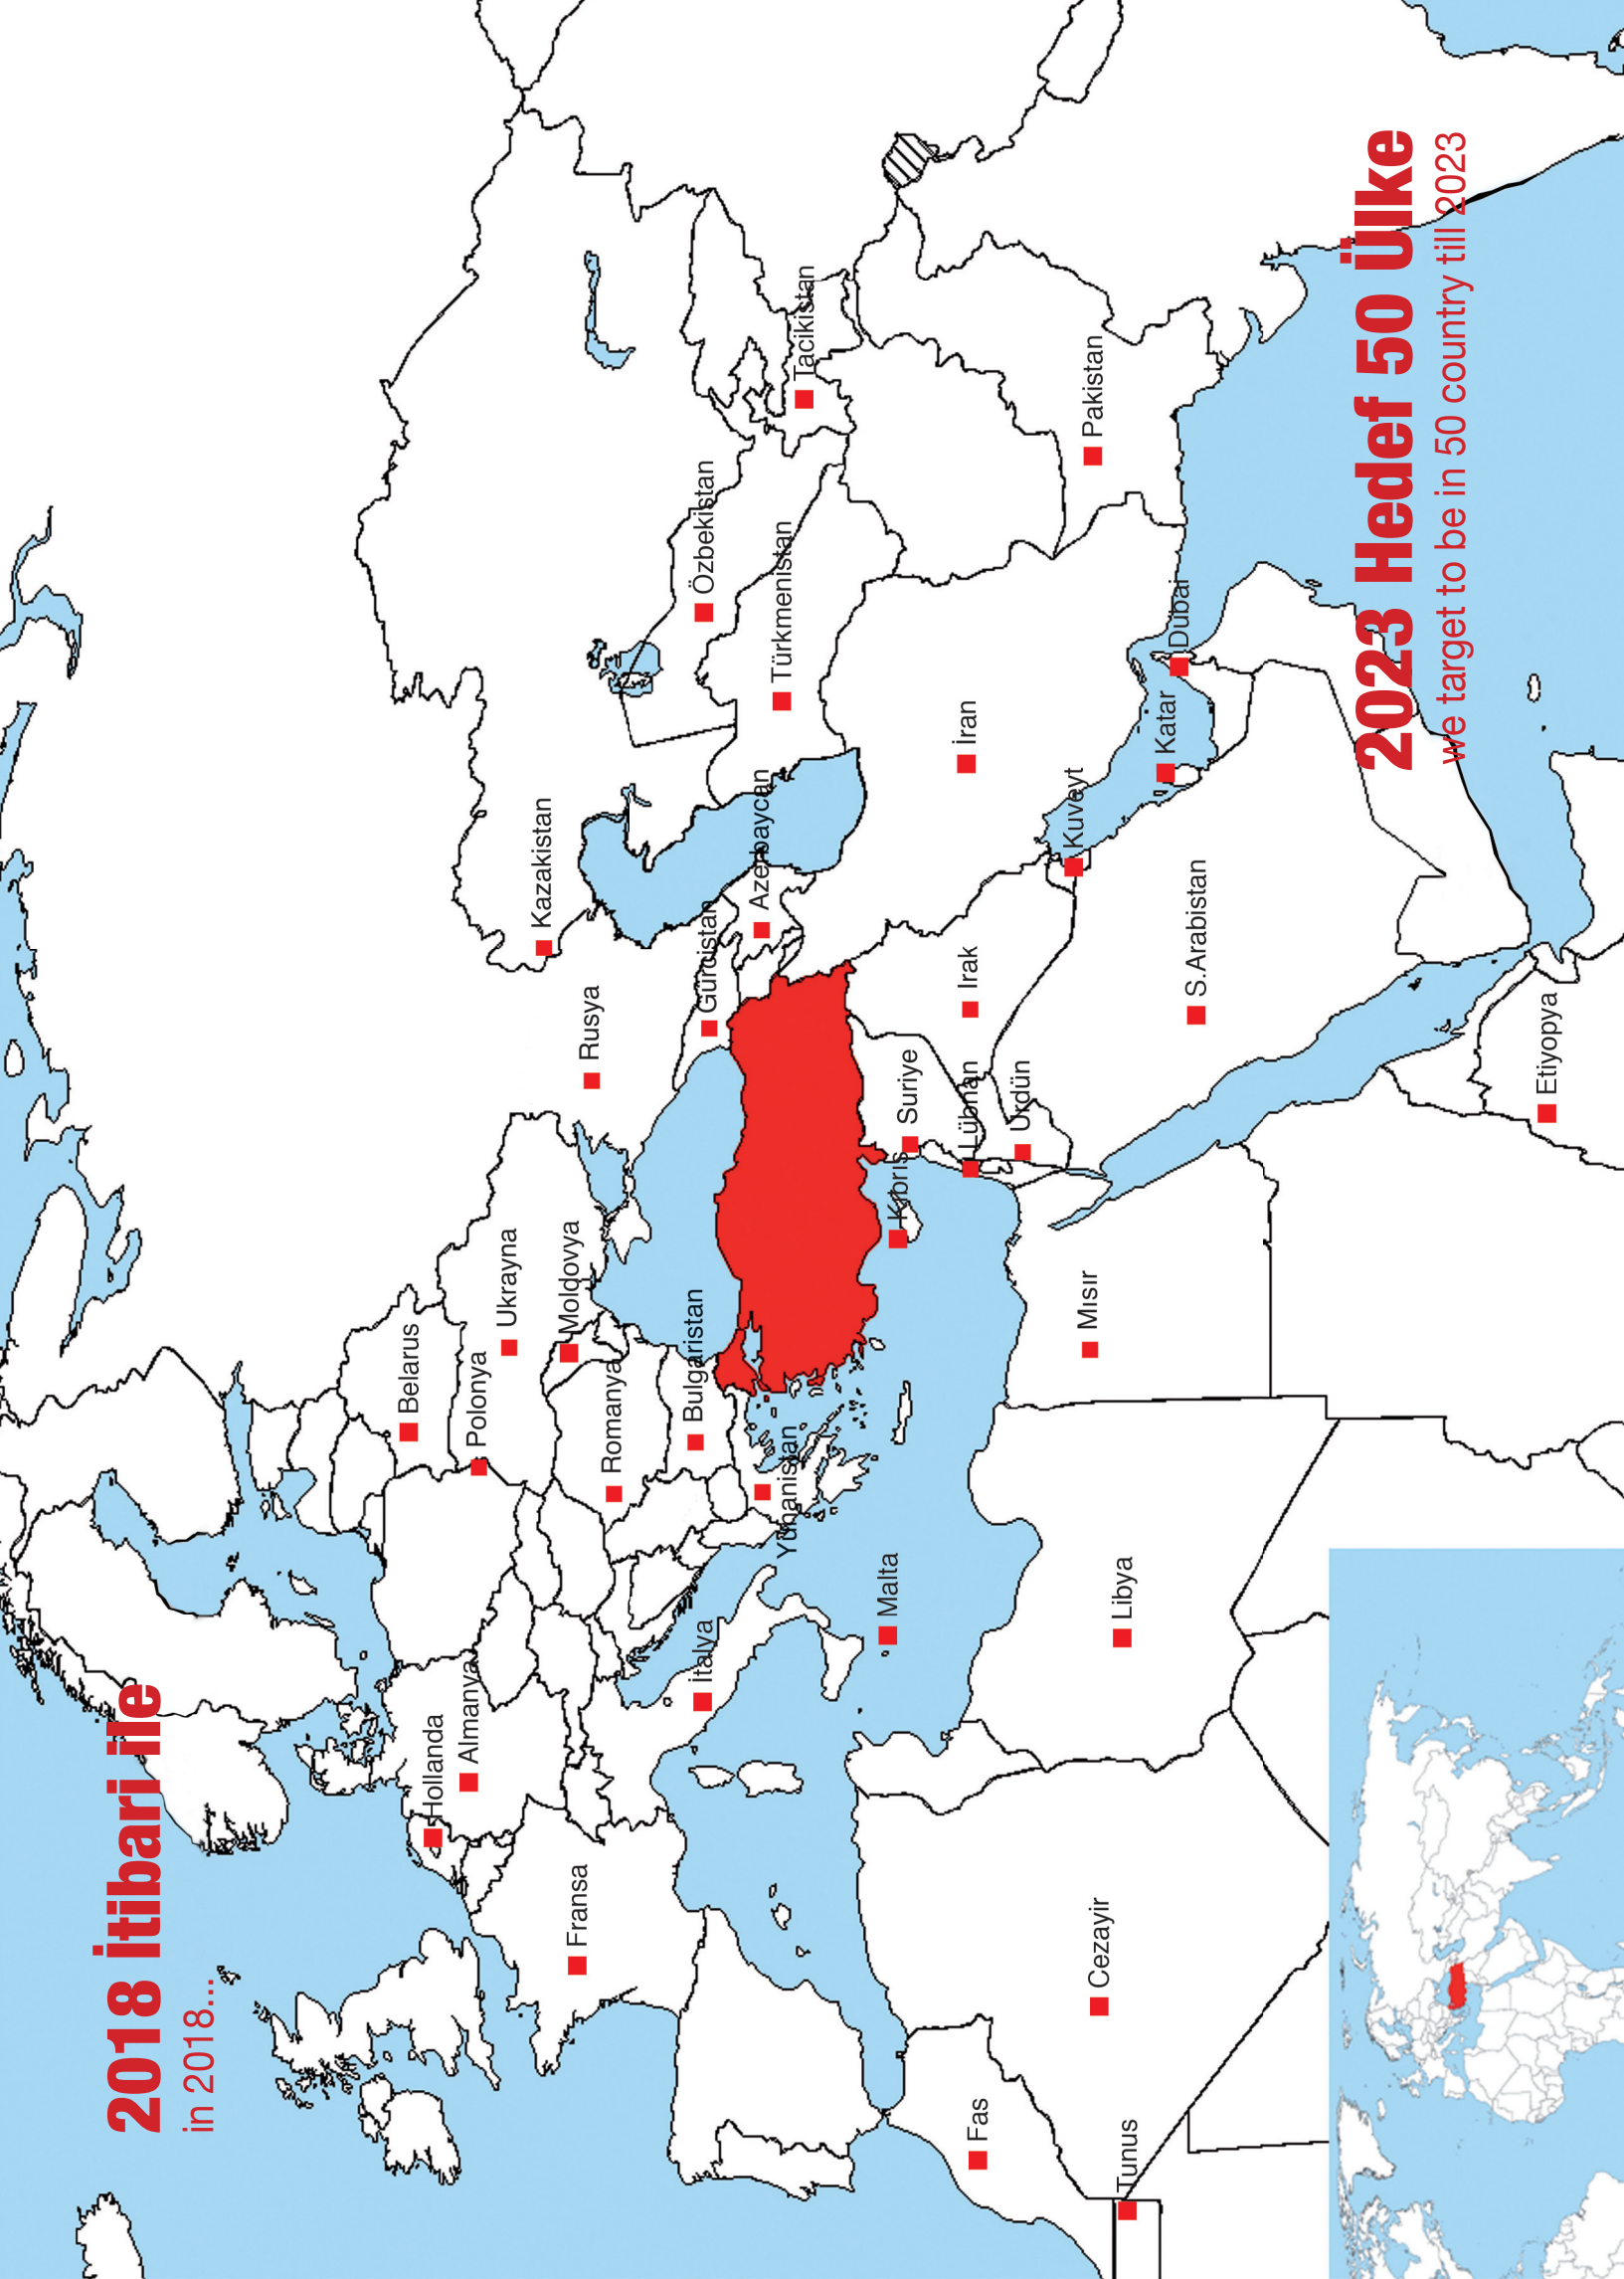 2018 İtibari ile
in 2018...
Hollanda
Almanya
Fransa
İtalya
Malta
Belarus
Polonya
Ukrayna
Moldovya
Romanya
Bulgaristan
Yunanistan
Rusya
Kazakistan
Gürcistan
Azerbaycan
Özbekistan
Türkmenistan
Tacikistan
Pakistan
İran
Irak
Kuveyt
Katar
Dubai
S.Arabistan
Suriye
Kıbrıs
Lübnan
Ürdün
Mısır
Libya
Cezayir
Fas
Tunus
Etiyopya
2023 Hedef 50 Ülke
we target to be in 50 country till 2023